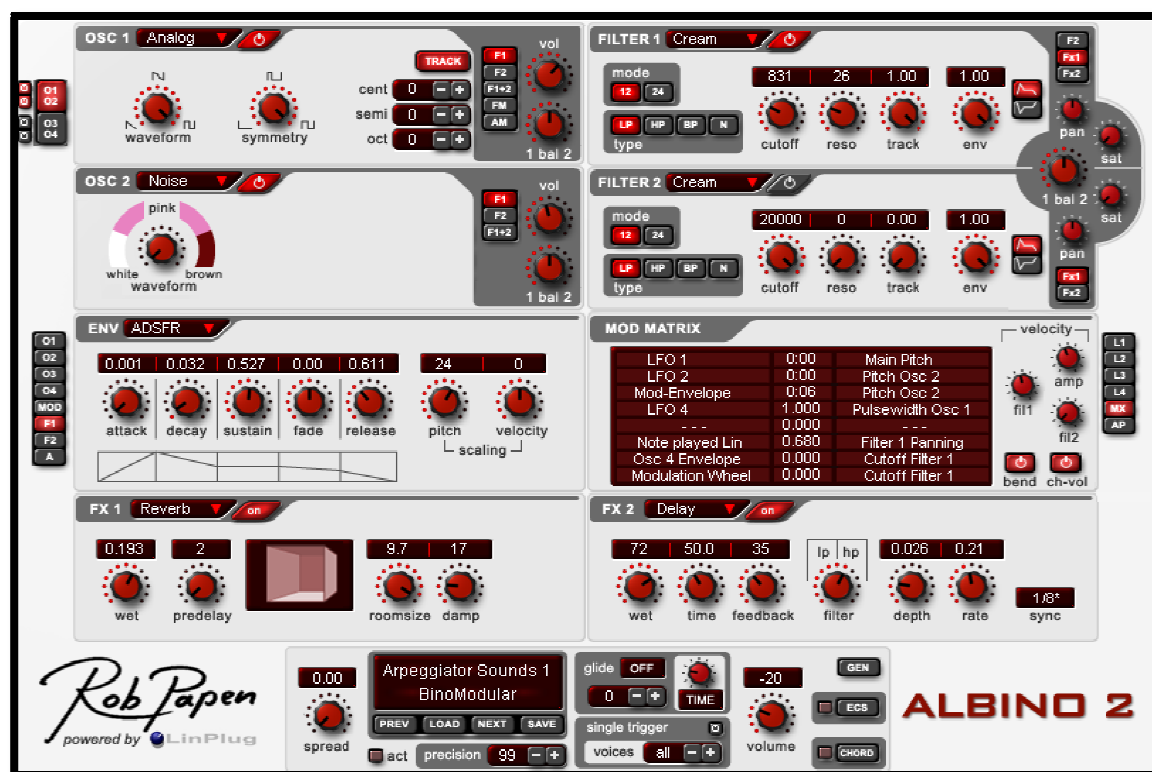 OSC 1 Analog
O1
O2
O3
O4
waveform
symmetry
TRACK
cent 0 - +
semi 0 - +
oct 0 - +
F1
F2
F1+2
FM
AM
vol
1 bal 2
FILTER 1 Cream
mode
12 24
LP HP BP N
type
831 26 1.00 1.00
cutoff reso track env
F2
Fx1
Fx2
pan
sat
1 bal 2
OSC 2 Noise
pink
white brown
waveform
F1
F2
F1+2
vol
1 bal 2
FILTER 2 Cream
mode
12 24
LP HP BP N
type
20000 0 0.00 1.00
cutoff reso track env
sat
pan
Fx1
Fx2
O1
O2
O3
O4
MOD
F1
F2
A
ENV ADSFR
0.001 0.032 0.527 0.00 0.611 24 0
attack decay sustain fade release pitch velocity
scaling
MOD MATRIX
LFO 1 0:00 Main Pitch
LFO 2 0:00 Pitch Osc 2
Mod-Envelope 0:06 Pitch Osc 2
LFO 4 1.000 Pulsewidth Osc 1
- - - 0.000 - - -
Note played Lin 0.680 Filter 1 Panning
Osc 4 Envelope 0.000 Cutoff Filter 1
Modulation Wheel 0.000 Cutoff Filter 1
velocity
amp
fil1
fil2
bend ch-vol
L1
L2
L3
L4
MX
AP
FX 1 Reverb on
0.193 2 9.7 17
wet predelay roomsize damp
FX 2 Delay on
72 50.0 35 lp hp 0.026 0.21
1/8*
wet time feedback filter depth rate sync
Rob Papen
powered by LinPlug
0.00
spread
Arpeggiator Sounds 1
BinoModular
PREV LOAD NEXT SAVE
act precision 99 - +
glide OFF
0 - + TIME
single trigger
voices all - +
-20
volume
GEN
ECS
CHORD
ALBINO 2